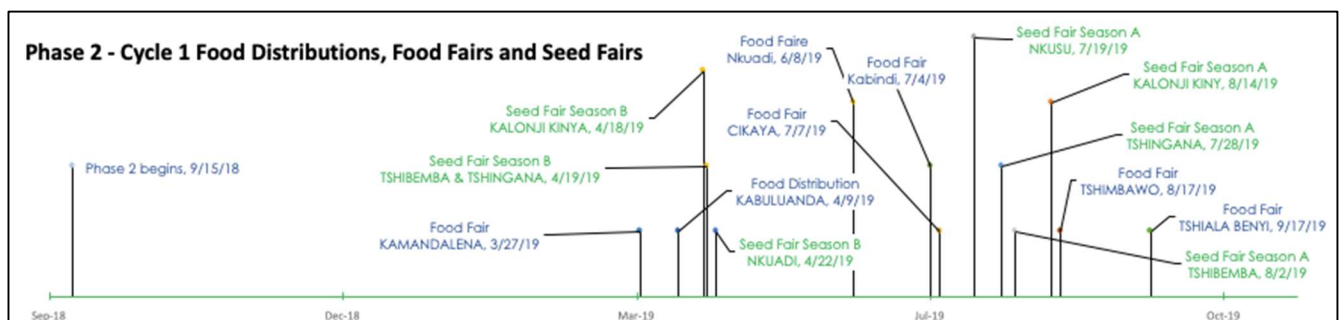 Phase 2 - Cycle 1 Food Distributions, Food Fairs and Seed Fairs
Phase 2 begins, 9/15/18
Food Fair
KAMANDALENA, 3/27/19
Seed Fair Season B
KALONJI KINYA, 4/18/19
Seed Fair Season B
TSHIBEMBA & TSHINGANA, 4/19/19
Food Distribution
KABULUANDA, 4/9/19
Seed Fair Season B
NKUADI, 4/22/19
Food Faire
Nkuadi, 6/8/19
Food Fair
CIKAYA, 7/7/19
Food Fair
Kabindi, 7/4/19
Seed Fair Season A
NKUSU, 7/19/19
Seed Fair Season A
KALONJI KINY, 8/14/19
Seed Fair Season A
TSHINGANA, 7/28/19
Food Fair
TSHIMBAWO, 8/17/19
Food Fair
TSHIALA BENYI, 9/17/19
Seed Fair Season A
TSHIBEMBA, 8/2/19
Sep-18
Dec-18
Mar-19
Jul-19
Oct-19